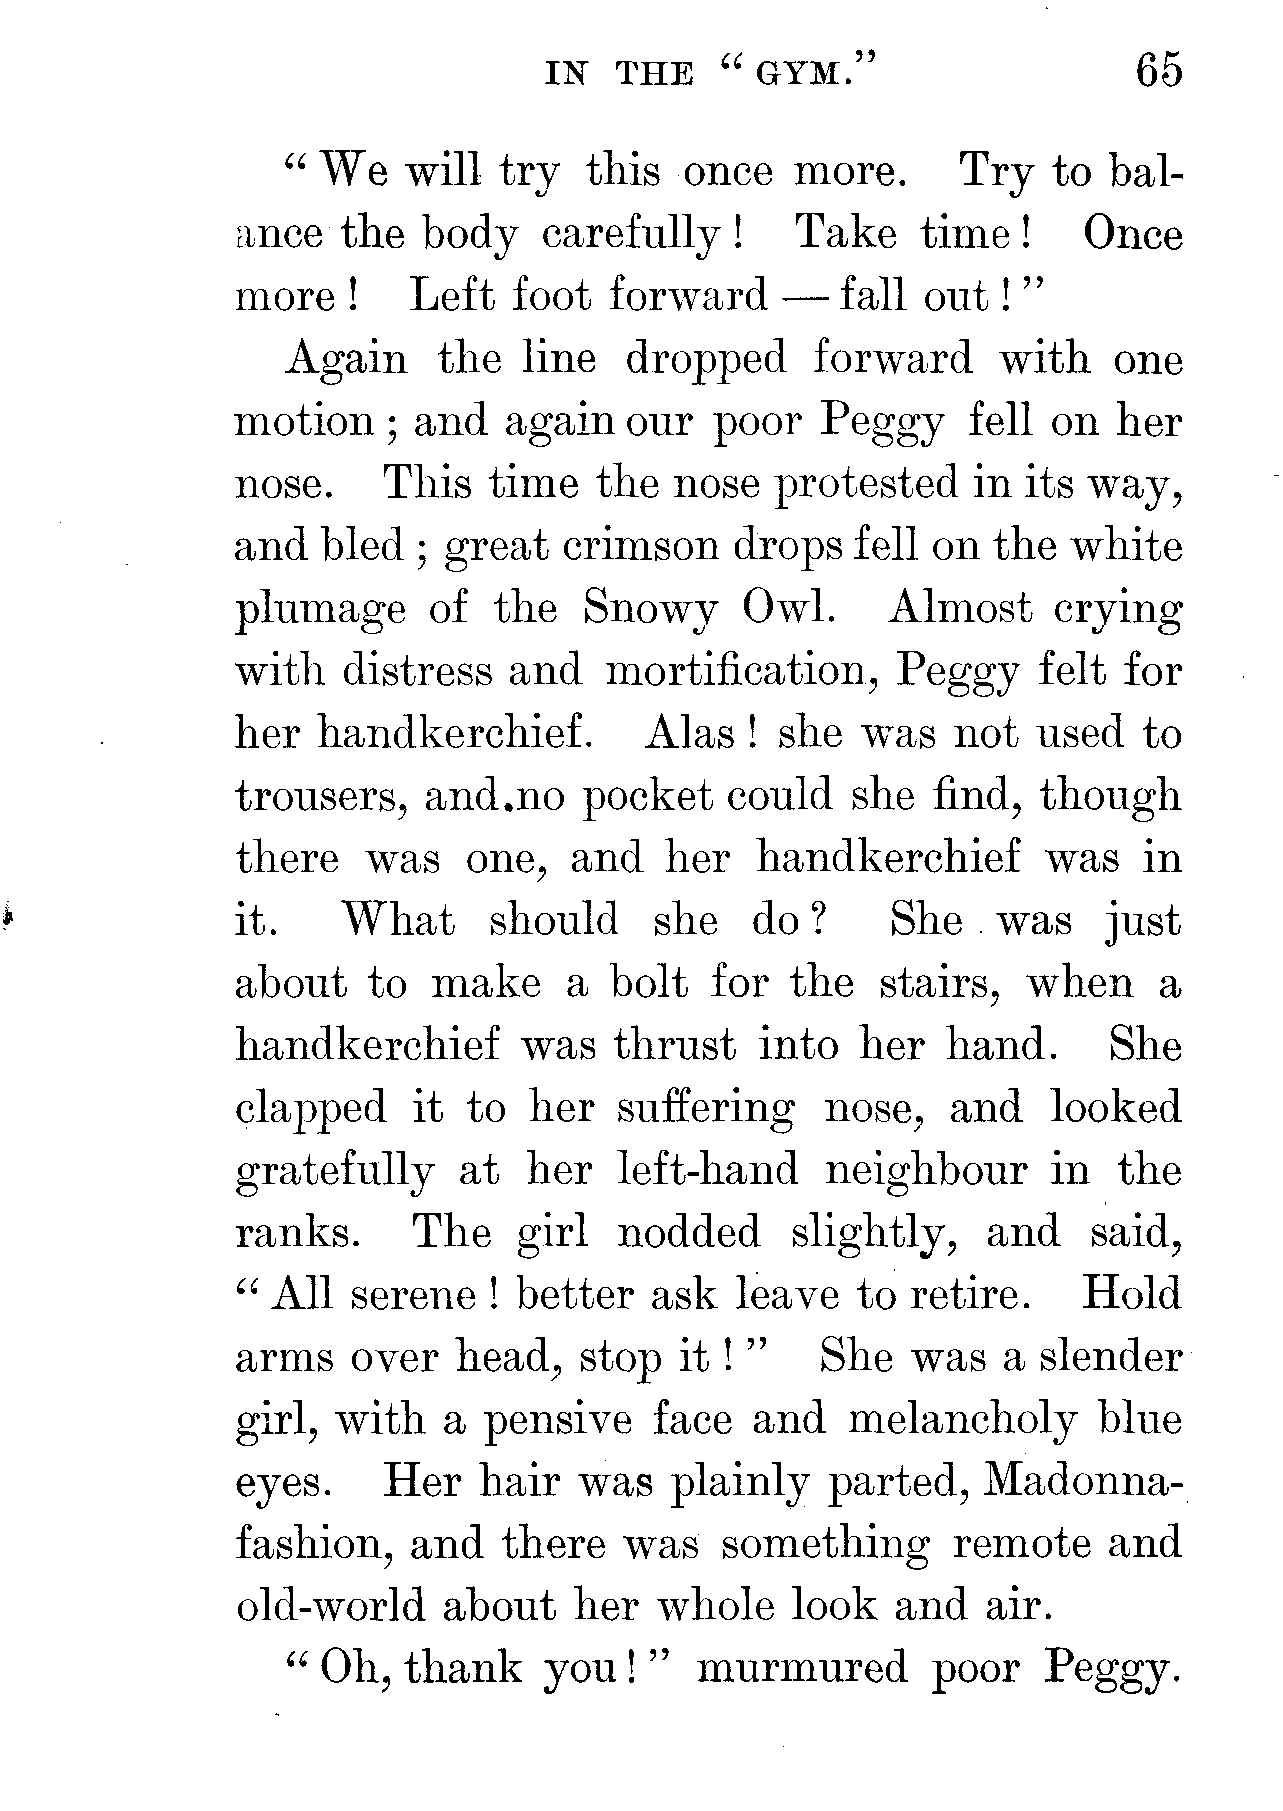 IN THE “GYM.” 65
“We will try this once more. Try to bal-
ance the body carefully! Take time! Once
more! Left foot forward — fall out!”
Again the line dropped forward with one
motion; and again our poor Peggy fell on her
nose. This time the nose protested in its way,
and bled; great crimson drops fell on the white
plumage of the Snowy Owl. Almost crying
with distress and mortification, Peggy felt for
her handkerchief. Alas! she was not used to
trousers, and no pocket could she find, though
there was one, and her handkerchief was in
it. What should she do? She was just
about to make a bolt for the stairs, when a
handkerchief was thrust into her hand. She
clapped it to her suffering nose, and looked
gratefully at her left-hand neighbour in the
ranks. The girl nodded slightly, and said,
“All serene! better ask leave to retire. Hold
arms over head, stop it!” She was a slender
girl, with a pensive face and melancholy blue
eyes. Her hair was plainly parted, Madonna-
fashion, and there was something remote and
old-world about her whole look and air.
“Oh, thank you!” murmured poor Peggy.